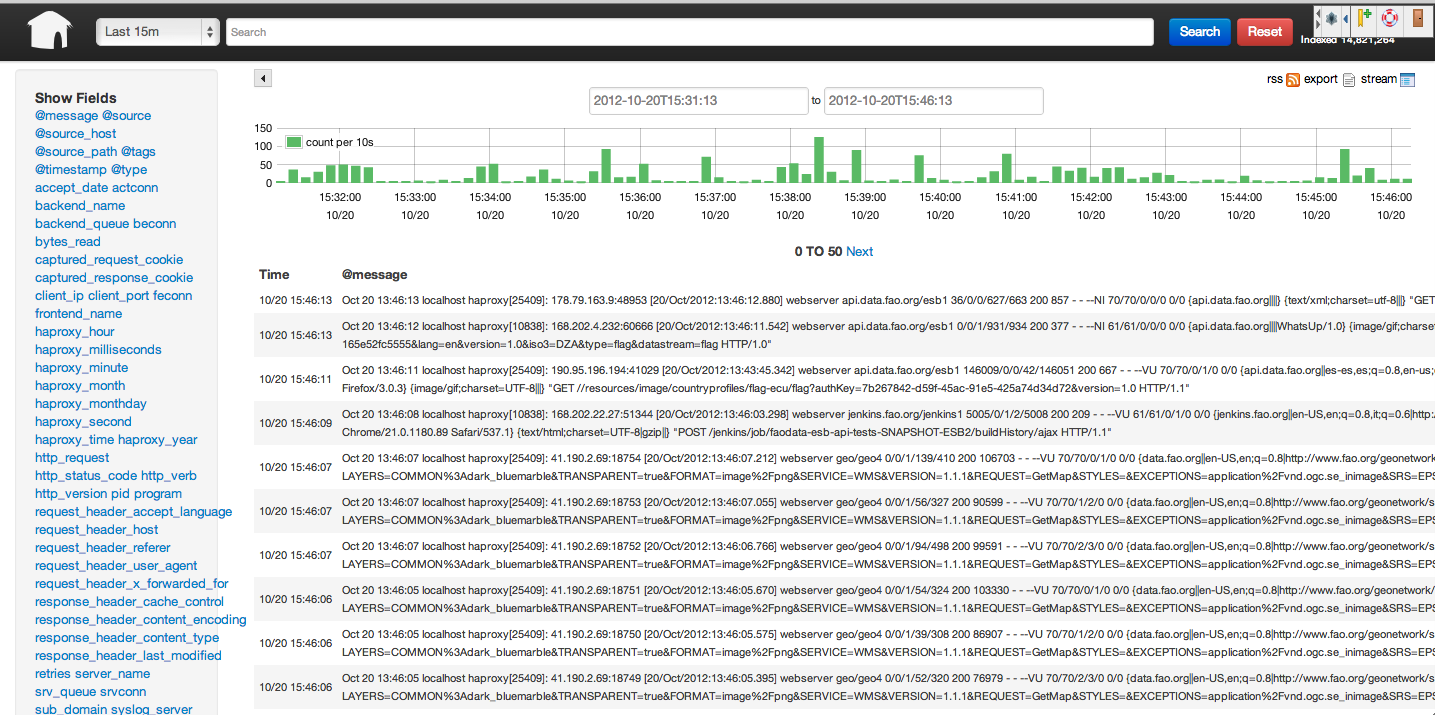 Last 15m Search Search Reset
Indexed 14,821,264
rss export stream
Show Fields
@message @source
@source_host
@source_path @tags
@timestamp @type
accept_date actconn
backend_name
backend_queue beconn
bytes_read
captured_request_cookie
captured_response_cookie
client_ip client_port feconn
frontend_name
haproxy_hour
haproxy_milliseconds
haproxy_minute
haproxy_month
haproxy_monthday
haproxy_second
haproxy_time haproxy_year
http_request
http_status_code http_verb
http_version pid program
request_header_accept_language
request_header_host
request_header_referer
request_header_user_agent
request_header_x_forwarded_for
response_header_cache_control
response_header_content_encoding
response_header_content_type
response_header_last_modified
retries server_name
srv_queue srvconn
sub_domain syslog_server
2012-10-20T15:31:13 to 2012-10-20T15:46:13
150
100
50
0
count per 10s
15:32:00 15:33:00 15:34:00 15:35:00 15:36:00 15:37:00 15:38:00 15:39:00 15:40:00 15:41:00 15:42:00 15:43:00 15:44:00 15:45:00 15:46:00
10/20 10/20 10/20 10/20 10/20 10/20 10/20 10/20 10/20 10/20 10/20 10/20 10/20 10/20 10/20
0 TO 50 Next
Time @message
10/20 15:46:13 Oct 20 13:46:13 localhost haproxy[25409]: 178.79.163.9:48953 [20/Oct/2012:13:46:12.880] webserver api.data.fao.org/esb1 36/0/0/627/663 200 857 - - --NI 70/70/0/0/0 0/0 {api.data.fao.org||||} {text/xml;charset=utf-8|||} "GET
10/20 15:46:13 Oct 20 13:46:12 localhost haproxy[10838]: 168.202.4.232:60666 [20/Oct/2012:13:46:11.542] webserver api.data.fao.org/esb1 0/0/1/931/934 200 377 - - --NI 61/61/0/0/0 0/0 {api.data.fao.org||||WhatsUp/1.0} {image/gif;charse
165e52fc5555&lang=en&version=1.0&iso3=DZA&type=flag&datastream=flag HTTP/1.0"
10/20 15:46:11 Oct 20 13:46:11 localhost haproxy[25409]: 190.95.196.194:41029 [20/Oct/2012:13:43:45.342] webserver api.data.fao.org/esb1 146009/0/0/42/146051 200 667 - - --VU 70/70/0/1/0 0/0 {api.data.fao.org||es-es,es;q=0.8,en-us;
Firefox/3.0.3} {image/gif;charset=UTF-8|||} "GET //resources/image/countryprofiles/flag-ecu/flag?authKey=7b267842-d59f-45ac-91e5-425a74d34d72&version=1.0 HTTP/1.1"
10/20 15:46:09 Oct 20 13:46:08 localhost haproxy[10838]: 168.202.22.27:51344 [20/Oct/2012:13:46:03.298] webserver jenkins.fao.org/jenkins1 5005/0/1/2/5008 200 209 - - --VU 61/61/0/1/0 0/0 {jenkins.fao.org||en-US,en;q=0.8,it;q=0.6|http:/
Chrome/21.0.1180.89 Safari/537.1} {text/html;charset=UTF-8|gzip||} "POST /jenkins/job/faodata-esb-api-tests-SNAPSHOT-ESB2/buildHistory/ajax HTTP/1.1"
10/20 15:46:07 Oct 20 13:46:07 localhost haproxy[25409]: 41.190.2.69:18754 [20/Oct/2012:13:46:07.212] webserver geo/geo4 0/0/1/139/410 200 106703 - - --VU 70/70/0/1/0 0/0 {data.fao.org||en-US,en;q=0.8|http://www.fao.org/geonetwork/s
LAYERS=COMMON%3Adark_bluemarble&TRANSPARENT=true&FORMAT=image%2Fpng&SERVICE=WMS&VERSION=1.1.1&REQUEST=GetMap&STYLES=&EXCEPTIONS=application%2Fvnd.ogc.se_inimage&SRS=EPS
10/20 15:46:07 Oct 20 13:46:07 localhost haproxy[25409]: 41.190.2.69:18753 [20/Oct/2012:13:46:07.055] webserver geo/geo4 0/0/1/56/327 200 90599 - - --VU 70/70/1/2/0 0/0 {data.fao.org||en-US,en;q=0.8|http://www.fao.org/geonetwork/sr
LAYERS=COMMON%3Adark_bluemarble&TRANSPARENT=true&FORMAT=image%2Fpng&SERVICE=WMS&VERSION=1.1.1&REQUEST=GetMap&STYLES=&EXCEPTIONS=application%2Fvnd.ogc.se_inimage&SRS=EPS
10/20 15:46:07 Oct 20 13:46:07 localhost haproxy[25409]: 41.190.2.69:18752 [20/Oct/2012:13:46:06.766] webserver geo/geo4 0/0/1/94/498 200 99591 - - --VU 70/70/2/3/0 0/0 {data.fao.org||en-US,en;q=0.8|http://www.fao.org/geonetwork/sr
LAYERS=COMMON%3Adark_bluemarble&TRANSPARENT=true&FORMAT=image%2Fpng&SERVICE=WMS&VERSION=1.1.1&REQUEST=GetMap&STYLES=&EXCEPTIONS=application%2Fvnd.ogc.se_inimage&SRS=EPS
10/20 15:46:06 Oct 20 13:46:05 localhost haproxy[25409]: 41.190.2.69:18751 [20/Oct/2012:13:46:05.670] webserver geo/geo4 0/0/1/54/324 200 103330 - - --VU 70/70/0/1/0 0/0 {data.fao.org||en-US,en;q=0.8|http://www.fao.org/geonetwork/s
LAYERS=COMMON%3Adark_bluemarble&TRANSPARENT=true&FORMAT=image%2Fpng&SERVICE=WMS&VERSION=1.1.1&REQUEST=GetMap&STYLES=&EXCEPTIONS=application%2Fvnd.ogc.se_inimage&SRS=EPS
10/20 15:46:06 Oct 20 13:46:05 localhost haproxy[25409]: 41.190.2.69:18750 [20/Oct/2012:13:46:05.575] webserver geo/geo4 0/0/1/39/308 200 86907 - - --VU 70/70/1/2/0 0/0 {data.fao.org||en-US,en;q=0.8|http://www.fao.org/geonetwork/sr
LAYERS=COMMON%3Adark_bluemarble&TRANSPARENT=true&FORMAT=image%2Fpng&SERVICE=WMS&VERSION=1.1.1&REQUEST=GetMap&STYLES=&EXCEPTIONS=application%2Fvnd.ogc.se_inimage&SRS=EPS
10/20 15:46:06 Oct 20 13:46:05 localhost haproxy[25409]: 41.190.2.69:18749 [20/Oct/2012:13:46:05.395] webserver geo/geo4 0/0/1/52/320 200 76979 - - --VU 70/70/2/3/0 0/0 {data.fao.org||en-US,en;q=0.8|http://www.fao.org/geonetwork/sr
LAYERS=COMMON%3Adark_bluemarble&TRANSPARENT=true&FORMAT=image%2Fpng&SERVICE=WMS&VERSION=1.1.1&REQUEST=GetMap&STYLES=&EXCEPTIONS=application%2Fvnd.ogc.se_inimage&SRS=EPS